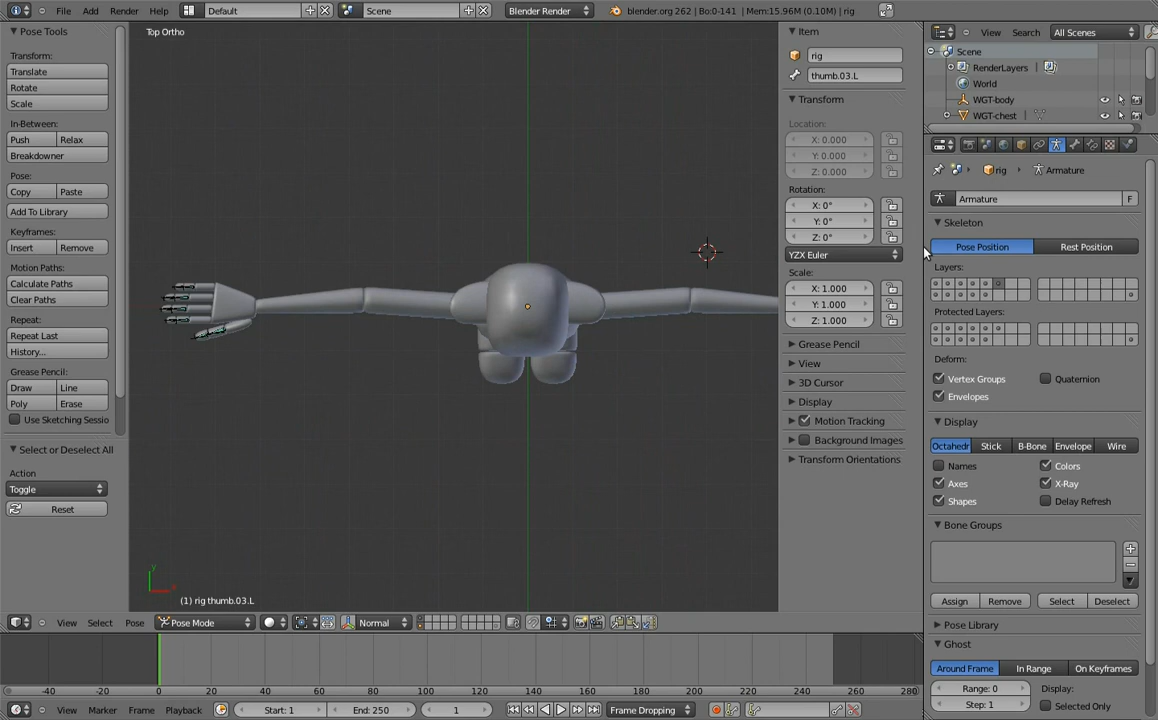 File Add Render Help Default Scene Blender Render blender.org 262 | Bo:0-141 | Mem:15.96M (0.10M) | rig
Pose Tools
Transform:
Translate
Rotate
Scale
In-Between:
Push Relax
Breakdowner
Pose:
Copy Paste
Add To Library
Keyframes:
Insert Remove
Motion Paths:
Calculate Paths
Clear Paths
Repeat:
Repeat Last
History...
Grease Pencil:
Draw Line
Poly Erase
Use Sketching Sessio
Select or Deselect All
Action
Toggle
Reset
Top Ortho
y
x
(1) rig thumb.03.L
View Select Pose Pose Mode Normal
Item
rig
thumb.03.L
Transform
Location:
X: 0.000
Y: 0.000
Z: 0.000
Rotation:
X: 0°
Y: 0°
Z: 0°
YZX Euler
Scale:
X: 1.000
Y: 1.000
Z: 1.000
Grease Pencil
View
3D Cursor
Display
Motion Tracking
Background Images
Transform Orientations
View Search All Scenes
Scene
RenderLayers
World
WGT-body
WGT-chest
rig Armature
Armature F
Skeleton
Pose Position Rest Position
Layers:
Protected Layers:
Deform:
Vertex Groups Quaternion
Envelopes
Display
Octahedr Stick B-Bone Envelope Wire
Names Colors
Axes X-Ray
Shapes Delay Refresh
Bone Groups
Assign Remove Select Deselect
Pose Library
Ghost
Around Frame In Range On Keyframes
Range: 0 Display:
Step: 1 Selected Only
-40 -20 0 20 40 60 80 100 120 140 160 180 200 220 240 260 280
View Marker Frame Playback Start: 1 End: 250 1 Frame Dropping